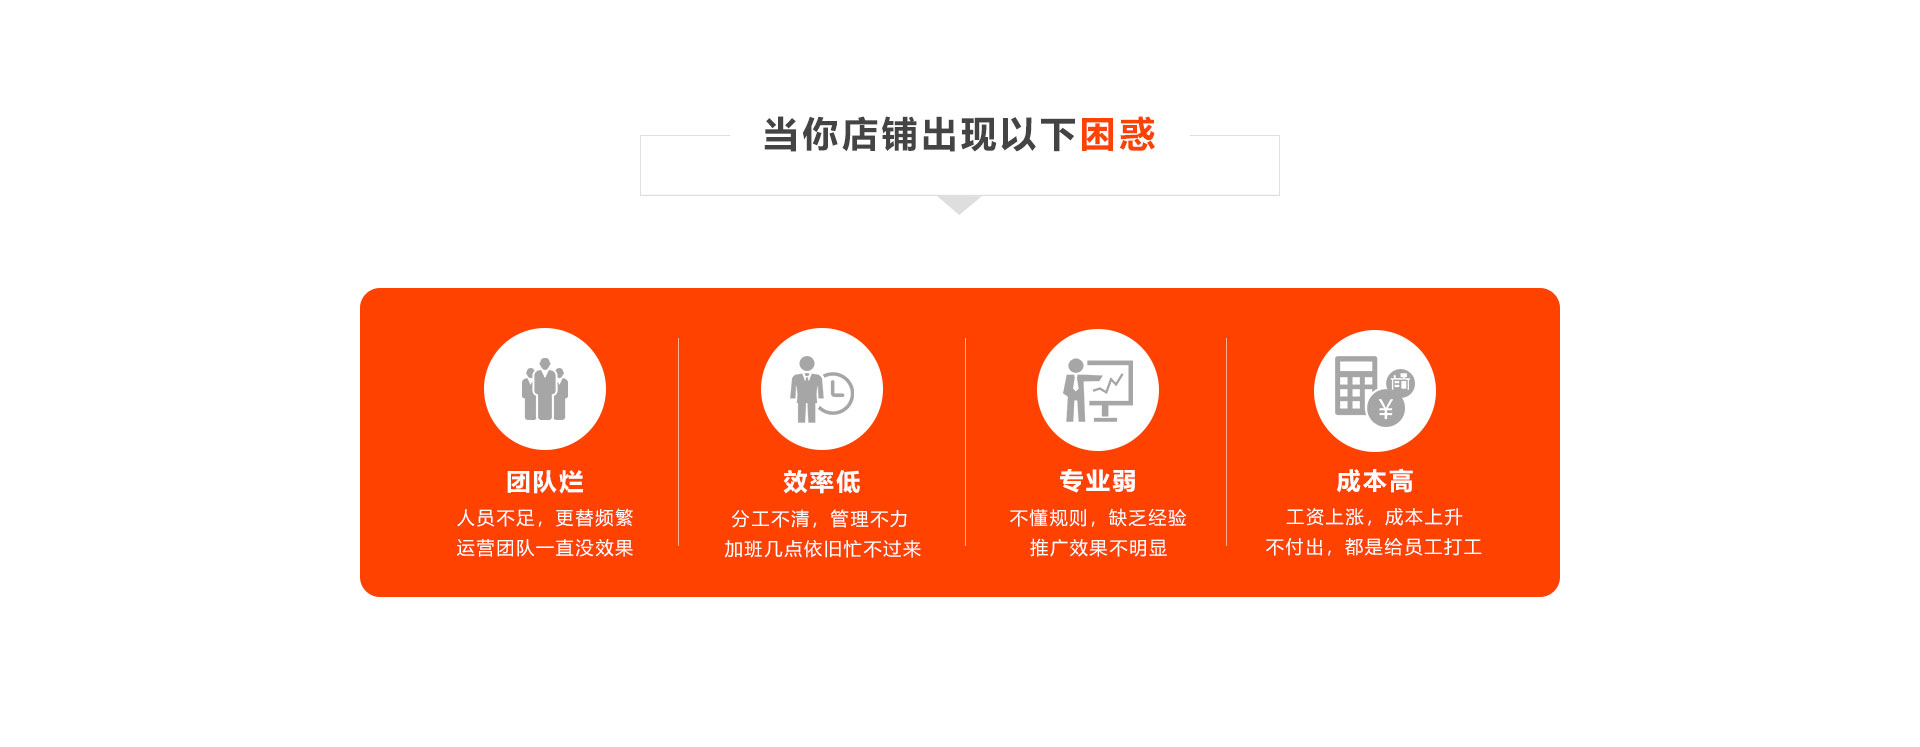 当你店铺出现以下困惑
团队烂
人员不足，更替频繁
运营团队一直没效果
效率低
分工不清，管理不力
加班几点依旧忙不过来
专业弱
不懂规则，缺乏经验
推广效果不明显
¥
成本高
工资上涨，成本上升
不付出，都是给员工打工